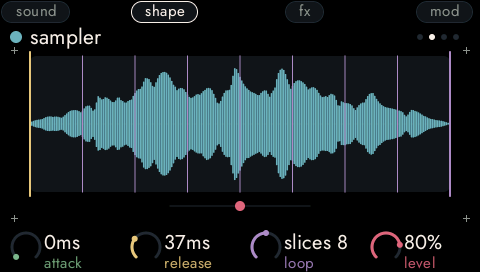 sound shape fx mod
sampler
0ms 37ms slices 8 80%
attack release loop level